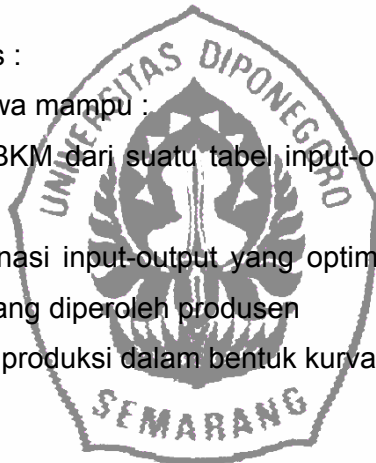 s :
wa mampu :
BKM dari suatu tabel input-o
nasi input-output yang optim
ang diperoleh produsen
produksi dalam bentuk kurva
UNIVERSITAS DIPONEGORO
SEMARANG